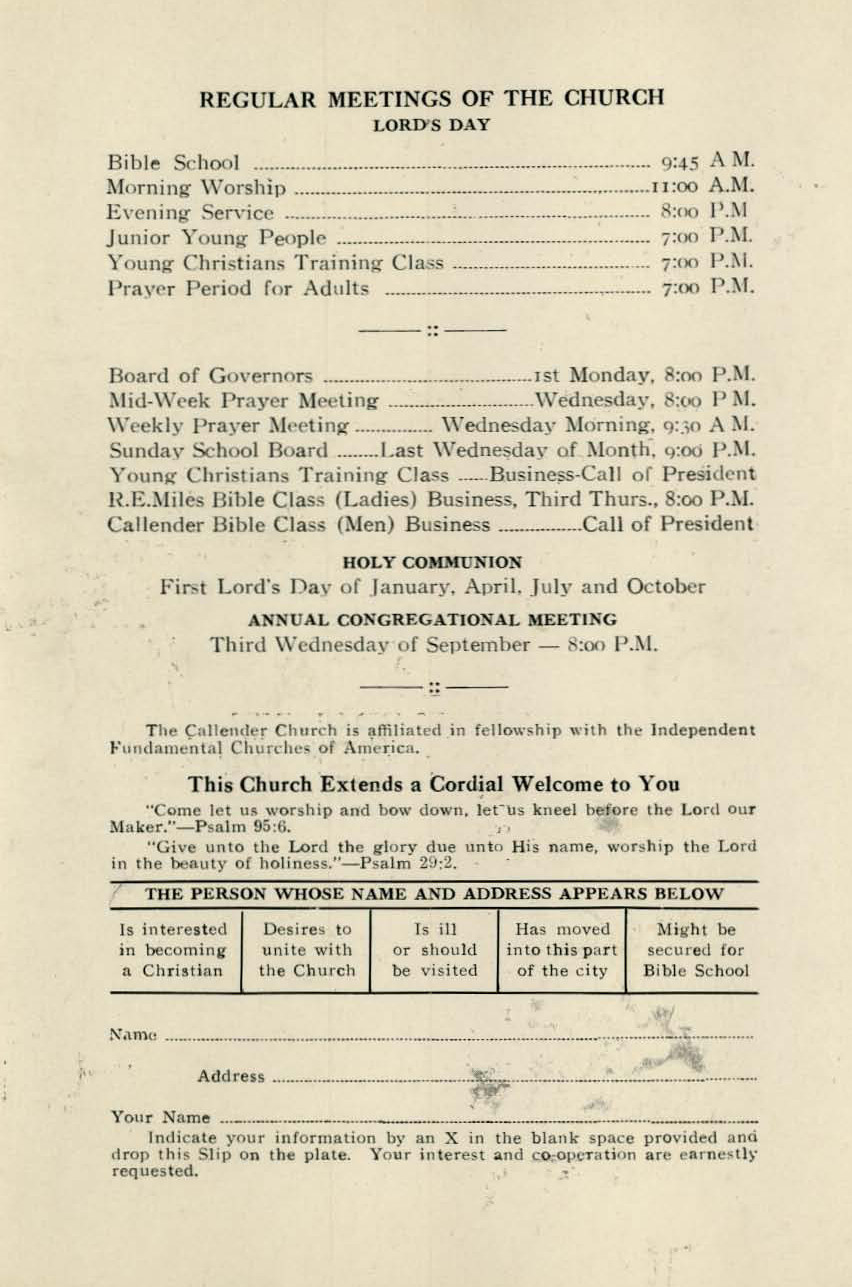 REGULAR MEETINGS OF THE CHURCH
LORD'S DAY
Bible School ........ 9:45 A M.
Morning Worship ........ 11:00 A.M.
Evening Service ........ 8:00 P.M
Junior Young People ........ 7:00 P.M.
Young Christians Training Class ........ 7:00 P.M.
Prayer Period for Adults ........ 7:00 P.M.
Board of Governors ........ 1st Monday, 8:00 P.M.
Mid-Week Prayer Meeting ........ Wednesday, 8:00 P M.
Weekly Prayer Meeting ........ Wednesday Morning, 9:30 A M.
Sunday School Board ........ Last Wednesday of Month, 9:00 P.M.
Young Christians Training Class ..... Business-Call of President
R.E.Miles Bible Class (Ladies) Business, Third Thurs., 8:00 P.M.
Callender Bible Class (Men) Business ........ Call of President
HOLY COMMUNION
First Lord's Day of January, April, July and October
ANNUAL CONGREGATIONAL MEETING
Third Wednesday of September — 8:00 P.M.
The Callender Church is affiliated in fellowship with the Independent
Fundamental Churches of America.
This Church Extends a Cordial Welcome to You
"Come let us worship and bow down, let us kneel before the Lord our
Maker."—Psalm 95:6.
"Give unto the Lord the glory due unto His name, worship the Lord
in the beauty of holiness."—Psalm 29:2.
THE PERSON WHOSE NAME AND ADDRESS APPEARS BELOW
Is interested
in becoming
a Christian
Desires to
unite with
the Church
Is ill
or should
be visited
Has moved
into this part
of the city
Might be
secured for
Bible School
Name ........
Address ........
Your Name ........
Indicate your information by an X in the blank space provided and
drop this Slip on the plate. Your interest and co-operation are earnestly
requested.